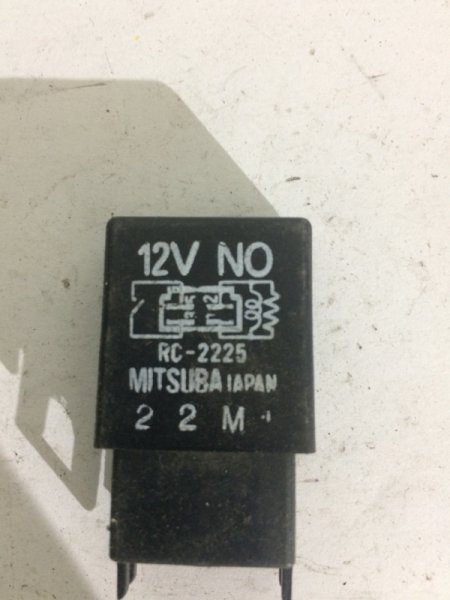 12V NO
RC-2225
MITSUBA JAPAN
2 2 M